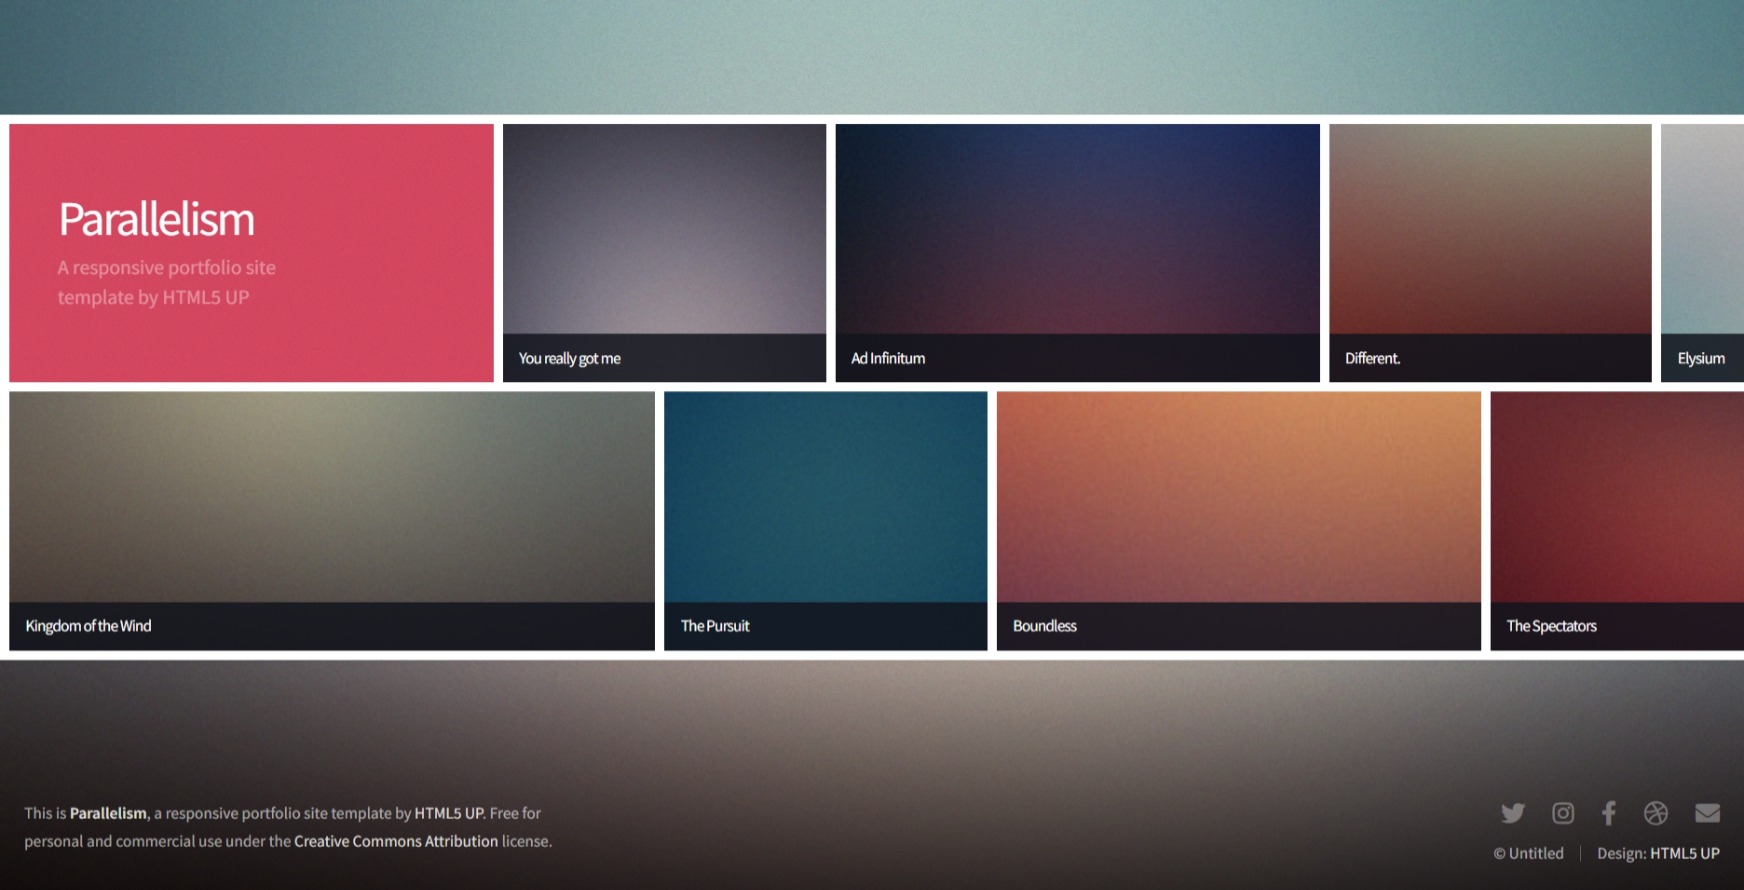 Parallelism
A responsive portfolio site
template by HTML5 UP
You really got me
Ad Infinitum
Different.
Elysium
Kingdom of the Wind
The Pursuit
Boundless
The Spectators
This is Parallelism, a responsive portfolio site template by HTML5 UP. Free for
personal and commercial use under the Creative Commons Attribution license.
© Untitled
Design: HTML5 UP